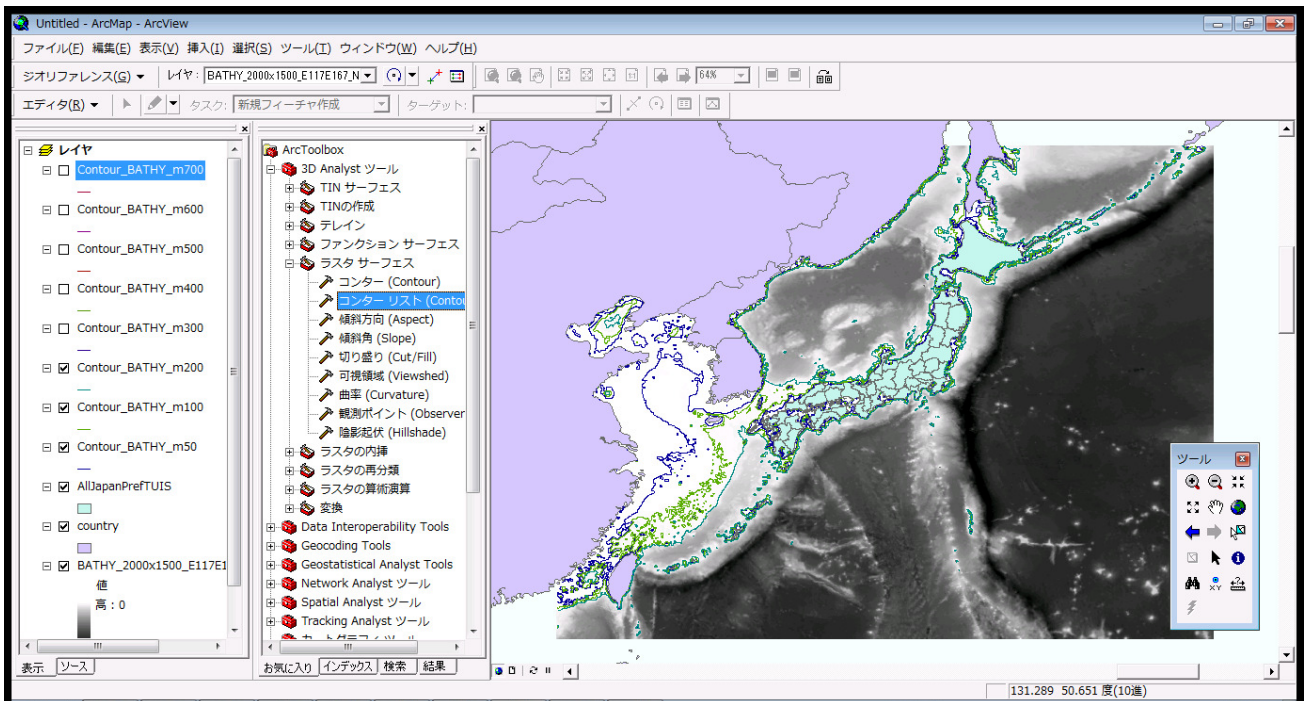 Untitled - ArcMap - ArcView
ファイル(F) 編集(E) 表示(V) 挿入(I) 選択(S) ツール(T) ウィンドウ(W) ヘルプ(H)
ジオリファレンス(G) レイヤ: BATHY_2000x1500_E117E167_N 64%
エディタ(R) タスク: 新規フィーチャ作成 ターゲット:
レイヤ
Contour_BATHY_m700
Contour_BATHY_m600
Contour_BATHY_m500
Contour_BATHY_m400
Contour_BATHY_m300
Contour_BATHY_m200
Contour_BATHY_m100
Contour_BATHY_m50
AllJapanPrefTUIS
country
BATHY_2000x1500_E117E1
値
高 : 0
表示 ソース
ArcToolbox
3D Analyst ツール
TIN サーフェス
TINの作成
テレイン
ファンクション サーフェス
ラスタ サーフェス
コンター (Contour)
コンター リスト (Contou
傾斜方向 (Aspect)
傾斜角 (Slope)
切り盛り (Cut/Fill)
可視領域 (Viewshed)
曲率 (Curvature)
観測ポイント (Observer
陰影起伏 (Hillshade)
ラスタの内挿
ラスタの再分類
ラスタの算術演算
変換
Data Interoperability Tools
Geocoding Tools
Geostatistical Analyst Tools
Network Analyst ツール
Spatial Analyst ツール
Tracking Analyst ツール
お気に入り インデックス 検索 結果
ツール
XY
131.289 50.651 度(10進)